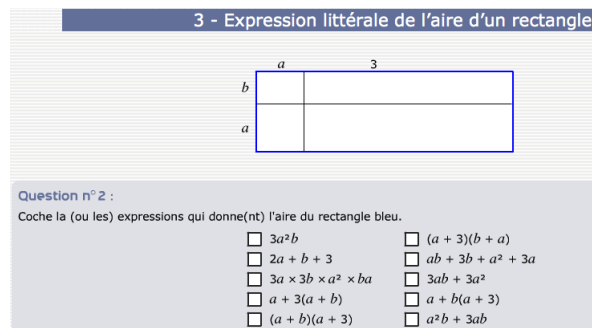 3 - Expression littérale de l'aire d'un rectangle
a 3
b
a
Question n° 2 :
Coche la (ou les) expressions qui donne(nt) l'aire du rectangle bleu.
3a²b (a + 3)(b + a)
2a + b + 3 ab + 3b + a² + 3a
3a × 3b × a² × ba 3ab + 3a²
a + 3(a + b) a + b(a + 3)
(a + b)(a + 3) a²b + 3ab